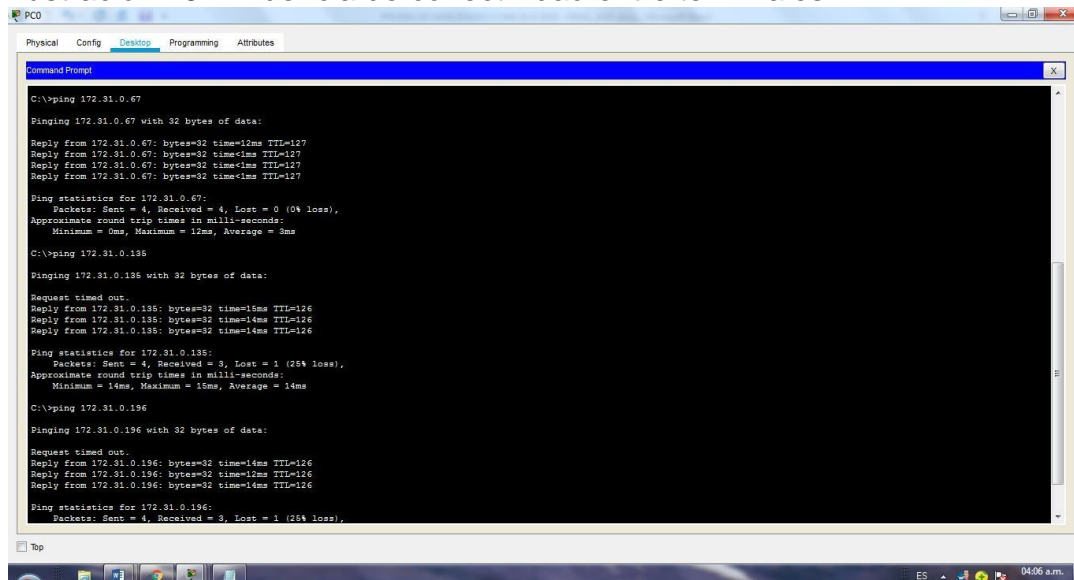 PC0
Physical Config Desktop Programming Attributes
Command Prompt X
C:\>ping 172.31.0.67
Pinging 172.31.0.67 with 32 bytes of data:
Reply from 172.31.0.67: bytes=32 time=12ms TTL=127
Reply from 172.31.0.67: bytes=32 time<1ms TTL=127
Reply from 172.31.0.67: bytes=32 time<1ms TTL=127
Reply from 172.31.0.67: bytes=32 time<1ms TTL=127
Ping statistics for 172.31.0.67:
Packets: Sent = 4, Received = 4, Lost = 0 (0% loss),
Approximate round trip times in milli-seconds:
Minimum = 0ms, Maximum = 12ms, Average = 3ms
C:\>ping 172.31.0.135
Pinging 172.31.0.135 with 32 bytes of data:
Request timed out.
Reply from 172.31.0.135: bytes=32 time=15ms TTL=126
Reply from 172.31.0.135: bytes=32 time=14ms TTL=126
Reply from 172.31.0.135: bytes=32 time=14ms TTL=126
Ping statistics for 172.31.0.135:
Packets: Sent = 4, Received = 3, Lost = 1 (25% loss),
Approximate round trip times in milli-seconds:
Minimum = 14ms, Maximum = 15ms, Average = 14ms
C:\>ping 172.31.0.196
Pinging 172.31.0.196 with 32 bytes of data:
Request timed out.
Reply from 172.31.0.196: bytes=32 time=14ms TTL=126
Reply from 172.31.0.196: bytes=32 time=12ms TTL=126
Reply from 172.31.0.196: bytes=32 time=14ms TTL=126
Ping statistics for 172.31.0.196:
Packets: Sent = 4, Received = 3, Lost = 1 (25% loss),
Top
ES 04:06 a.m.